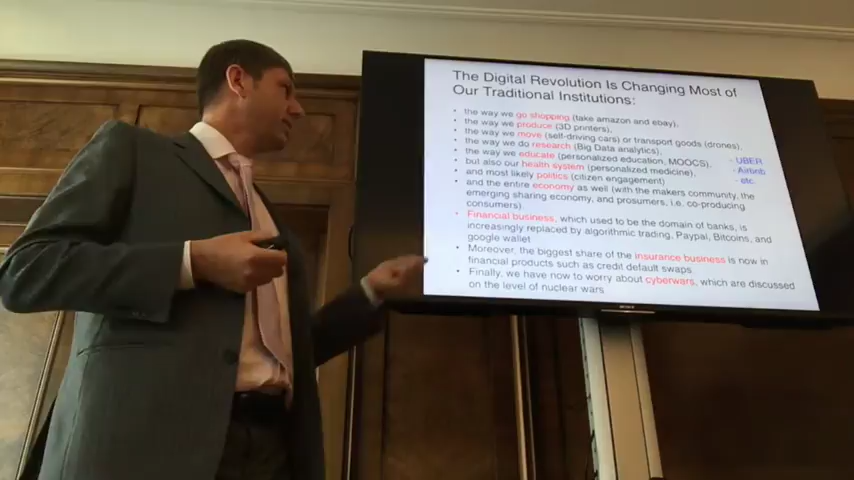 The Digital Revolution Is Changing Most of
Our Traditional Institutions:
• the way we go shopping (take amazon and ebay),
• the way we produce (3D printers),
• the way we move (self-driving cars) or transport goods (drones),
• the way we do research (Big Data analytics),
• the way we educate (personalized education, MOOCS),
• but also our health system (personalized medicine),
• and most likely politics (citizen engagement)
• and the entire economy as well (with the makers community, the
emerging sharing economy, and prosumers, i.e. co-producing
consumers).
- UBER
- Airbnb
- etc.
• Financial business, which used to be the domain of banks, is
increasingly replaced by algorithmic trading, Paypal, Bitcoins, and
google wallet
• Moreover, the biggest share of the insurance business is now in
financial products such as credit default swaps
• Finally, we have now to worry about cyberwars, which are discussed
on the level of nuclear wars
SONY